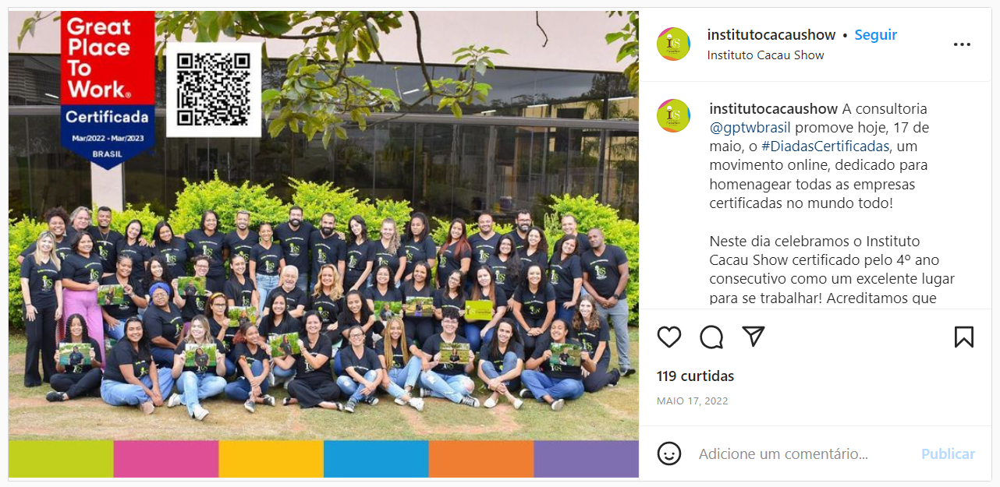 Great
Place
To
Work®
Certificada
Mar/2022 - Mar/2023
BRASIL
institutocacaushow • Seguir
Instituto Cacau Show
institutocacaushow A consultoria
@gptwbrasil promove hoje, 17 de
maio, o #DiadasCertificadas, um
movimento online, dedicado para
homenagear todas as empresas
certificadas no mundo todo!
Neste dia celebramos o Instituto
Cacau Show certificado pelo 4º ano
consecutivo como um excelente lugar
para se trabalhar! Acreditamos que
119 curtidas
MAIO 17, 2022
Adicione um comentário...
Publicar